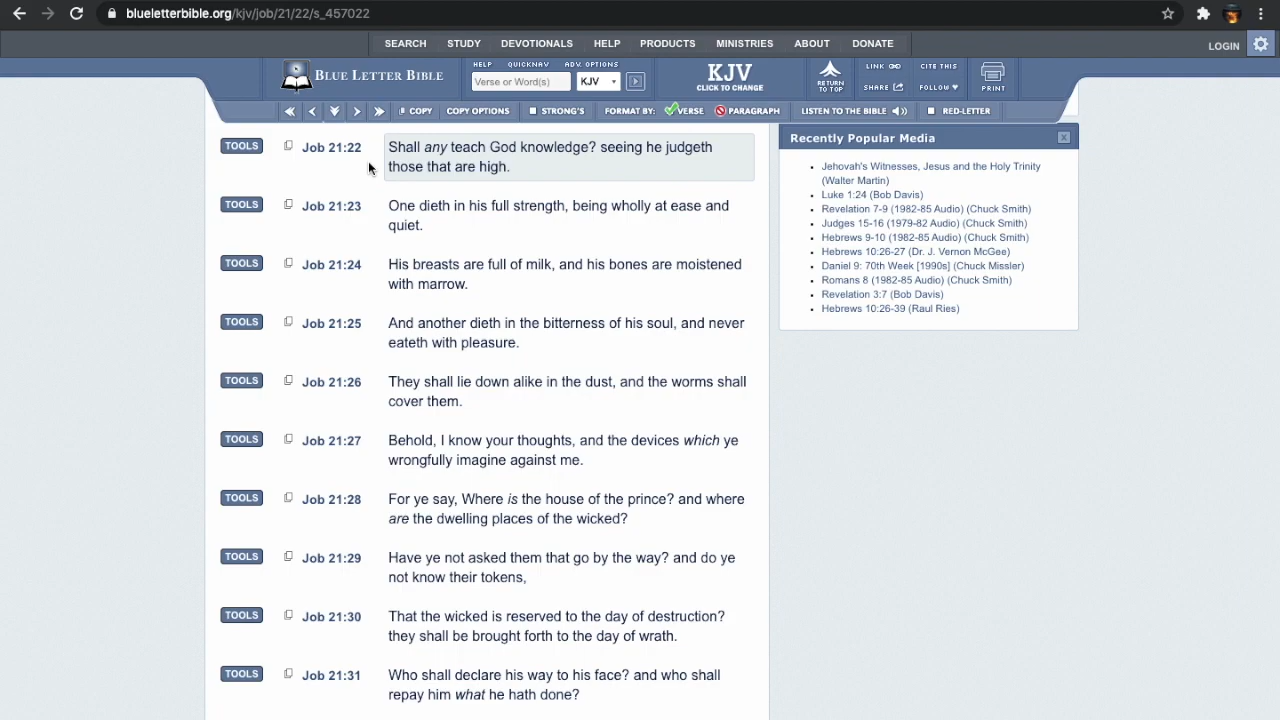 blueletterbible.org/kjv/job/21/22/s_457022
SEARCH STUDY DEVOTIONALS HELP PRODUCTS MINISTRIES ABOUT DONATE
LOGIN
BLUE LETTER BIBLE
HELP QUICKNAV ADV. OPTIONS
Verse or Word(s) KJV
KJV
CLICK TO CHANGE
RETURN
TO TOP
LINK CITE THIS
SHARE FOLLOW
PRINT
COPY COPY OPTIONS STRONG'S FORMAT BY: VERSE PARAGRAPH LISTEN TO THE BIBLE RED-LETTER
TOOLS Job 21:22 Shall any teach God knowledge? seeing he judgeth
those that are high.
TOOLS Job 21:23 One dieth in his full strength, being wholly at ease and
quiet.
TOOLS Job 21:24 His breasts are full of milk, and his bones are moistened
with marrow.
TOOLS Job 21:25 And another dieth in the bitterness of his soul, and never
eateth with pleasure.
TOOLS Job 21:26 They shall lie down alike in the dust, and the worms shall
cover them.
TOOLS Job 21:27 Behold, I know your thoughts, and the devices which ye
wrongfully imagine against me.
TOOLS Job 21:28 For ye say, Where is the house of the prince? and where
are the dwelling places of the wicked?
TOOLS Job 21:29 Have ye not asked them that go by the way? and do ye
not know their tokens,
TOOLS Job 21:30 That the wicked is reserved to the day of destruction?
they shall be brought forth to the day of wrath.
TOOLS Job 21:31 Who shall declare his way to his face? and who shall
repay him what he hath done?
Recently Popular Media
Jehovah's Witnesses, Jesus and the Holy Trinity
(Walter Martin)
Luke 1:24 (Bob Davis)
Revelation 7-9 (1982-85 Audio) (Chuck Smith)
Judges 15-16 (1979-82 Audio) (Chuck Smith)
Hebrews 9-10 (1982-85 Audio) (Chuck Smith)
Hebrews 10:26-27 (Dr. J. Vernon McGee)
Daniel 9: 70th Week [1990s] (Chuck Missler)
Romans 8 (1982-85 Audio) (Chuck Smith)
Revelation 3:7 (Bob Davis)
Hebrews 10:26-39 (Raul Ries)